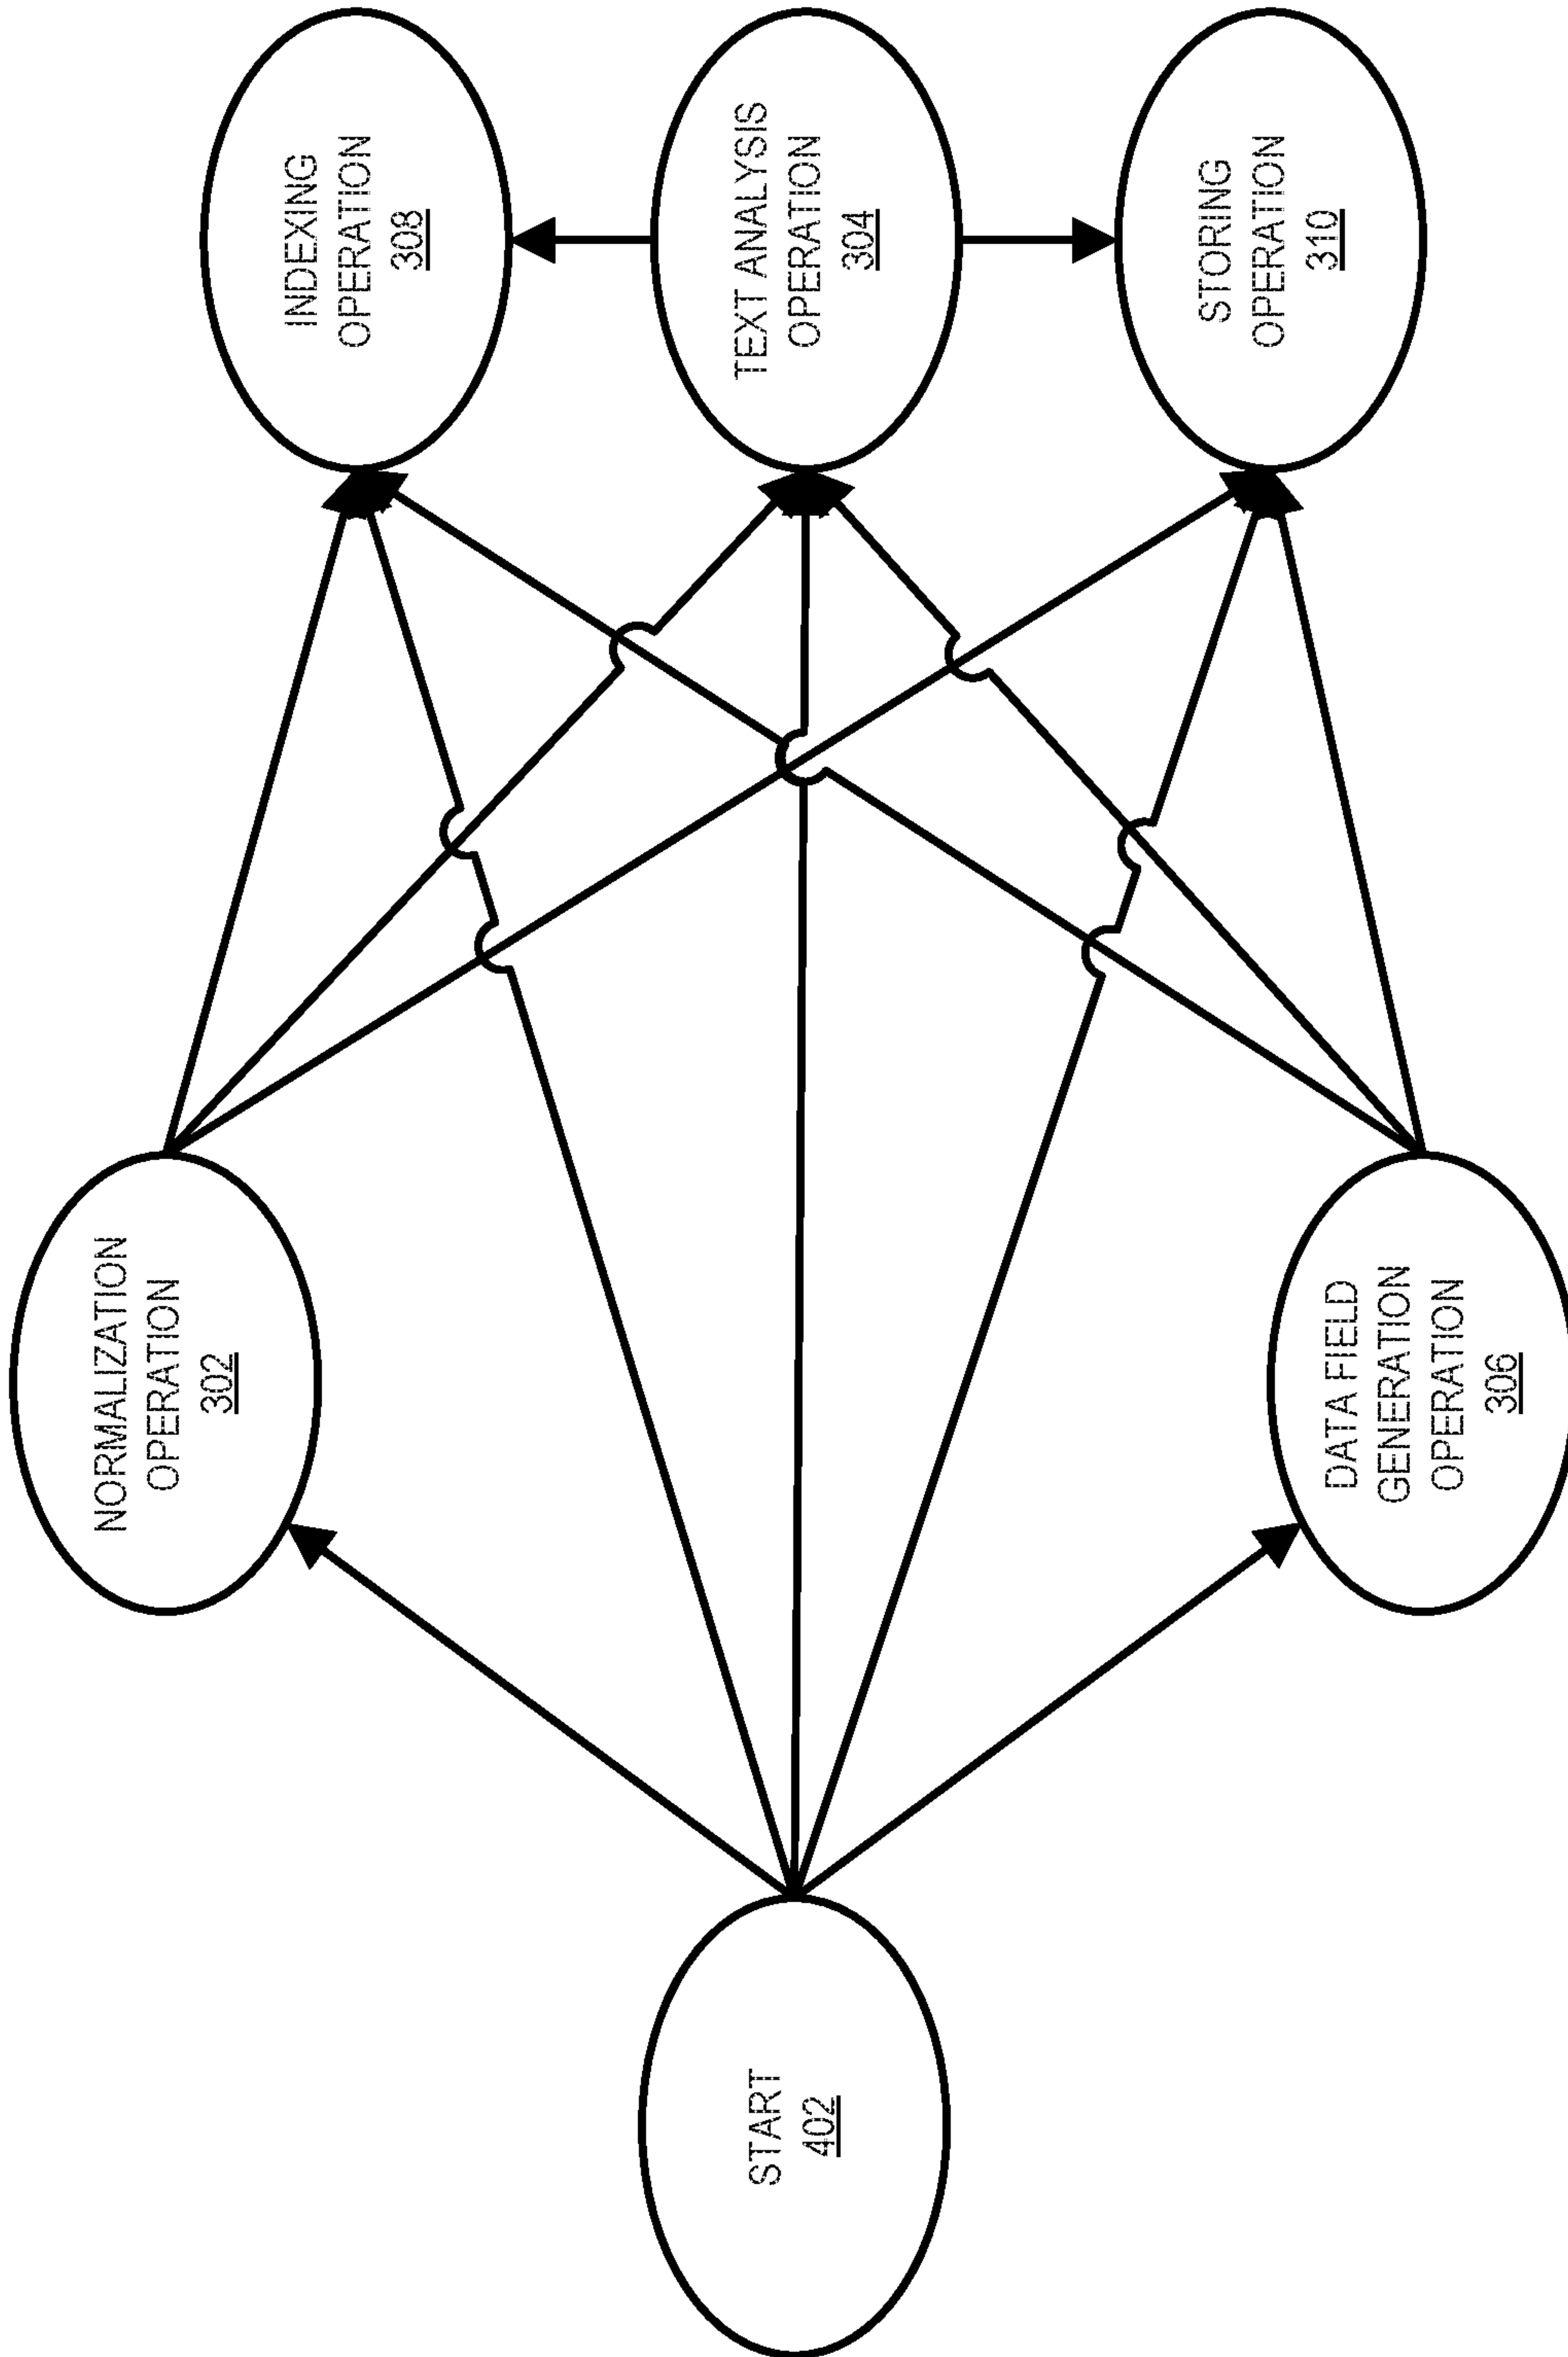 NORMALIZATION
OPERATION
302
INDEXING
OPERATION
308
START
402
TEXT ANALYSIS
OPERATION
304
STORING
OPERATION
310
DATA FIELD
GENERATION
OPERATION
306